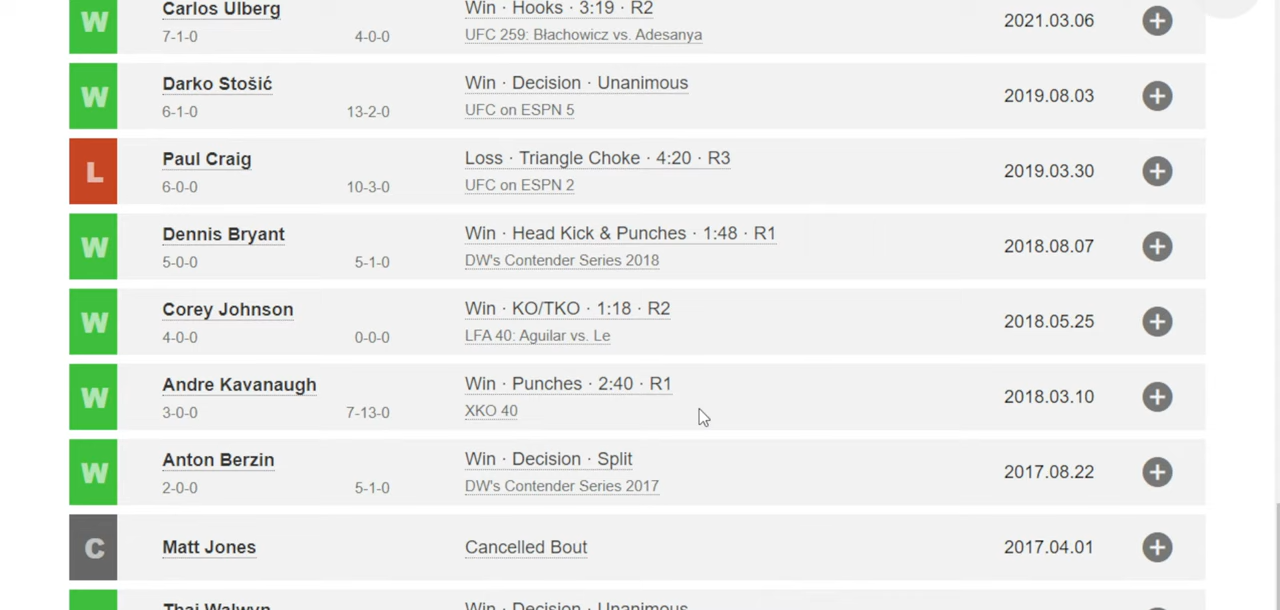 W
Carlos Ulberg
Win · Hooks · 3:19 · R2
7-1-0
4-0-0
UFC 259: Błachowicz vs. Adesanya
2021.03.06
W
Darko Stošić
Win · Decision · Unanimous
6-1-0
13-2-0
UFC on ESPN 5
2019.08.03
L
Paul Craig
Loss · Triangle Choke · 4:20 · R3
6-0-0
10-3-0
UFC on ESPN 2
2019.03.30
W
Dennis Bryant
Win · Head Kick & Punches · 1:48 · R1
5-0-0
5-1-0
DW's Contender Series 2018
2018.08.07
W
Corey Johnson
Win · KO/TKO · 1:18 · R2
4-0-0
0-0-0
LFA 40: Aguilar vs. Le
2018.05.25
W
Andre Kavanaugh
Win · Punches · 2:40 · R1
3-0-0
7-13-0
XKO 40
2018.03.10
W
Anton Berzin
Win · Decision · Split
2-0-0
5-1-0
DW's Contender Series 2017
2017.08.22
C
Matt Jones
Cancelled Bout
2017.04.01
Thai Walwyn
Win · Decision · Unanimous